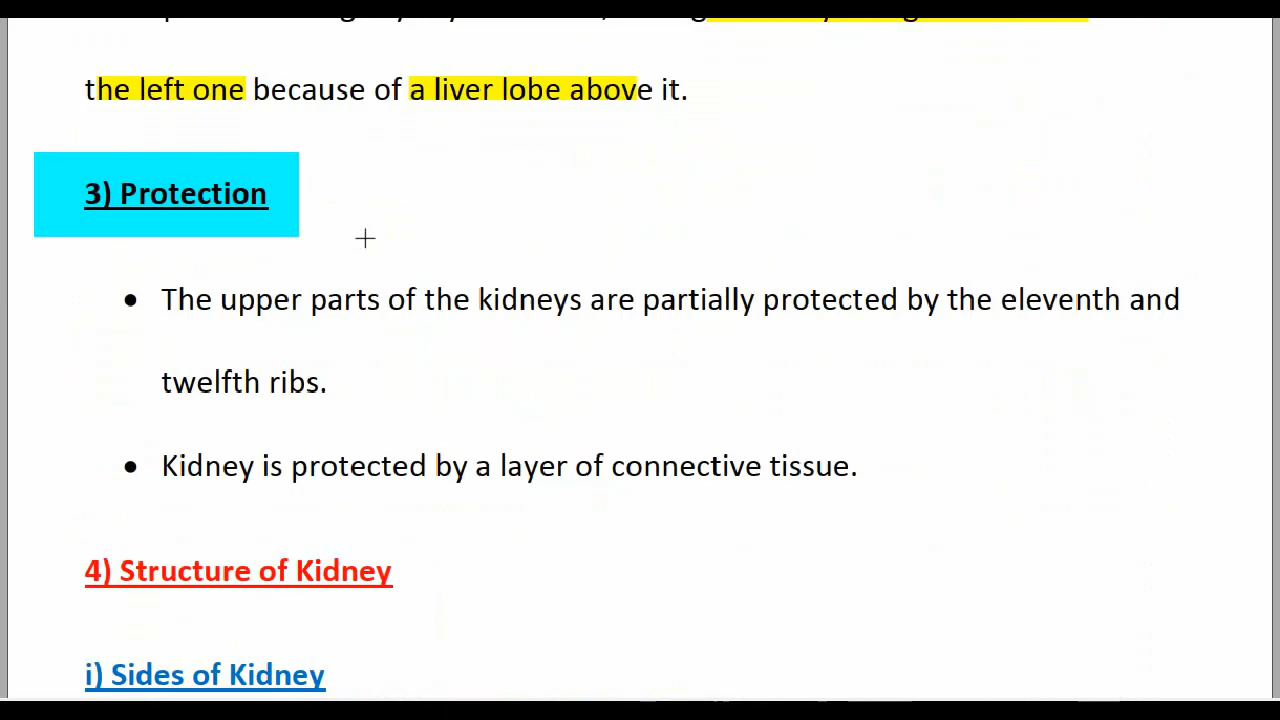 the left one because of a liver lobe above it.
3) Protection
• The upper parts of the kidneys are partially protected by the eleventh and
twelfth ribs.
• Kidney is protected by a layer of connective tissue.
4) Structure of Kidney
i) Sides of Kidney